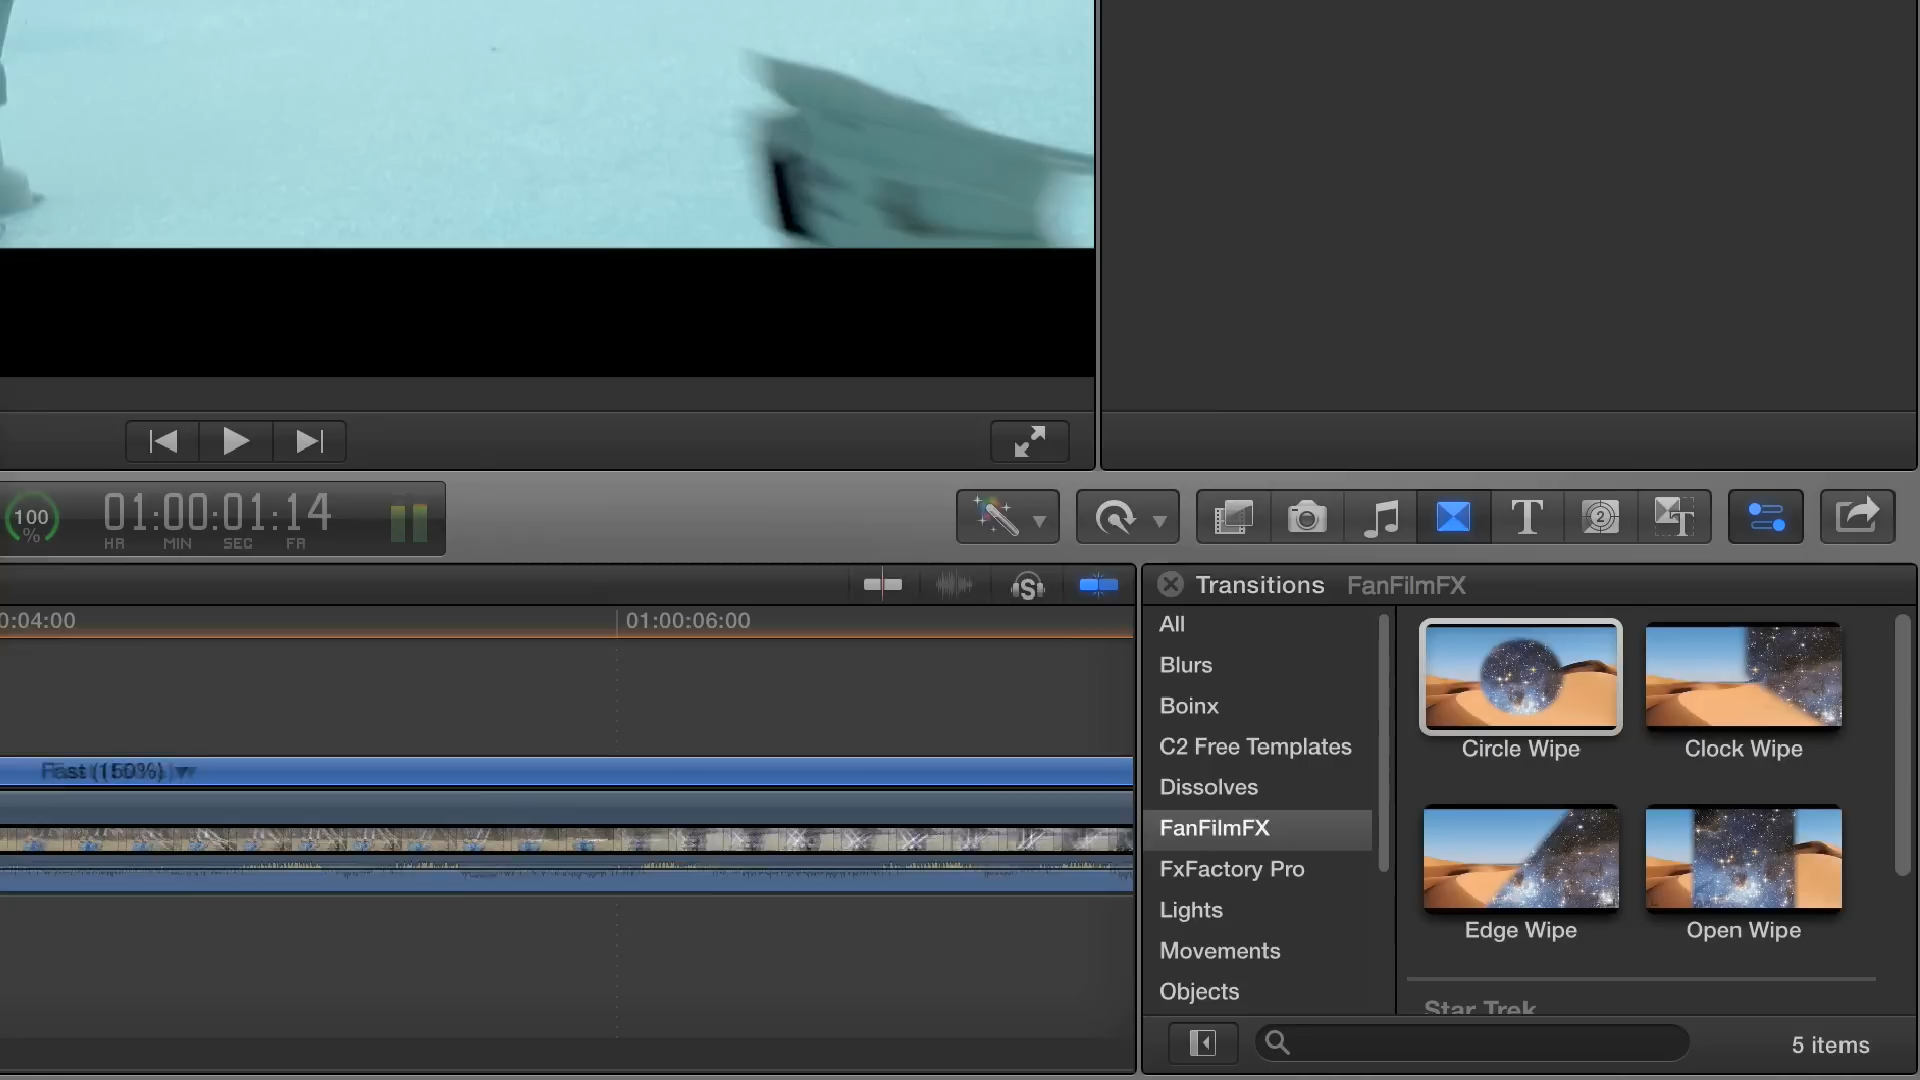 100
%
01:00:01:14
HR MIN SEC FR
T
2
T
S
Transitions FanFilmFX
0:04:00
01:00:06:00
All
Blurs
Boinx
C2 Free Templates
Dissolves
FanFilmFX
FxFactory Pro
Lights
Movements
Objects
Circle Wipe
Clock Wipe
Edge Wipe
Open Wipe
Star Trek
Fast (150%)
5 items